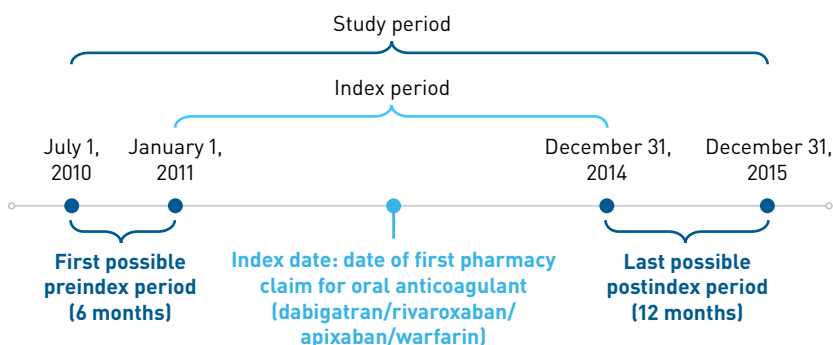 Study period
Index period
July 1,
2010
January 1,
2011
December 31,
2014
December 31,
2015
First possible
preindex period
(6 months)
Index date: date of first pharmacy
claim for oral anticoagulant
(dabigatran/rivaroxaban/
apixaban/warfarin)
Last possible
postindex period
(12 months)